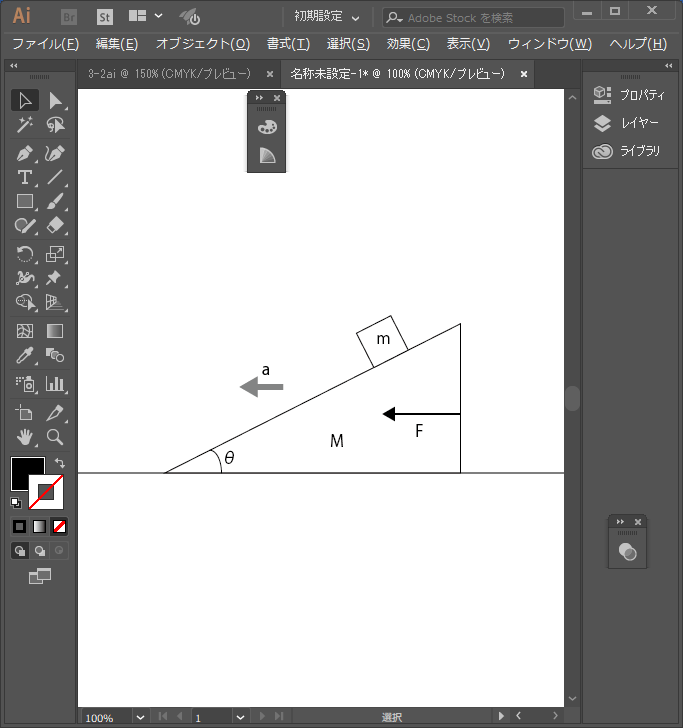 Ai Br St 初期設定 Adobe Stock を検索
ファイル(F) 編集(E) オブジェクト(O) 書式(T) 選択(S) 効果(C) 表示(V) ウィンドウ(W) ヘルプ(H)
3-2ai @ 150% (CMYK/プレビュー) × 名称未設定-1* @ 100% (CMYK/プレビュー) ×
プロパティ
レイヤー
ライブラリ
m
a
F
M
θ
100% 1 選択